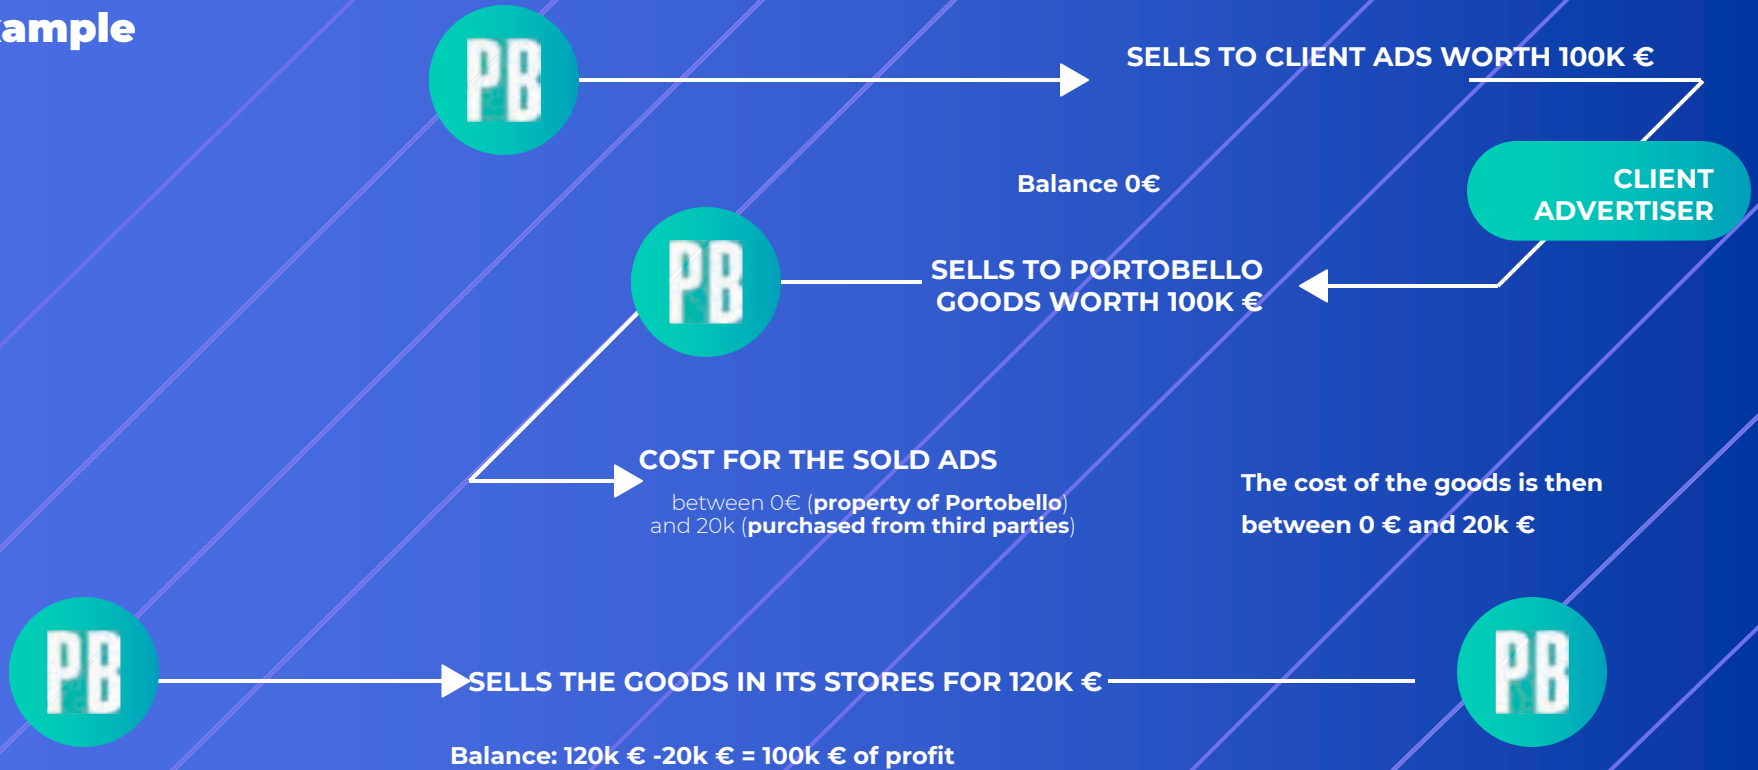 ample
PB
SELLS TO CLIENT ADS WORTH 100K €
CLIENT
ADVERTISER
Balance 0€
PB
SELLS TO PORTOBELLO
GOODS WORTH 100K €
COST FOR THE SOLD ADS
between 0€ (property of Portobello)
and 20k (purchased from third parties)
The cost of the goods is then
between 0 € and 20k €
PB
SELLS THE GOODS IN ITS STORES FOR 120K €
PB
Balance: 120k € -20k € = 100k € of profit